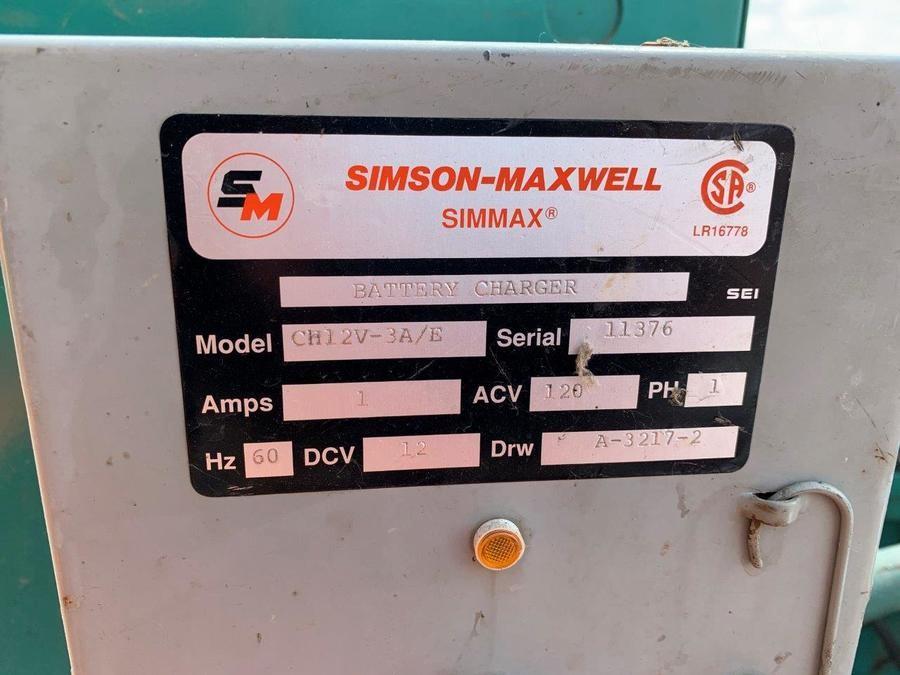 SM
SIMSON-MAXWELL
SIMMAX®
SA®
LR16778
BATTERY CHARGER
SEI
Model CH12V-3A/E Serial 11376
Amps 1 ACV 120 PH 1
Hz 60 DCV 12 Drw A-3217-2